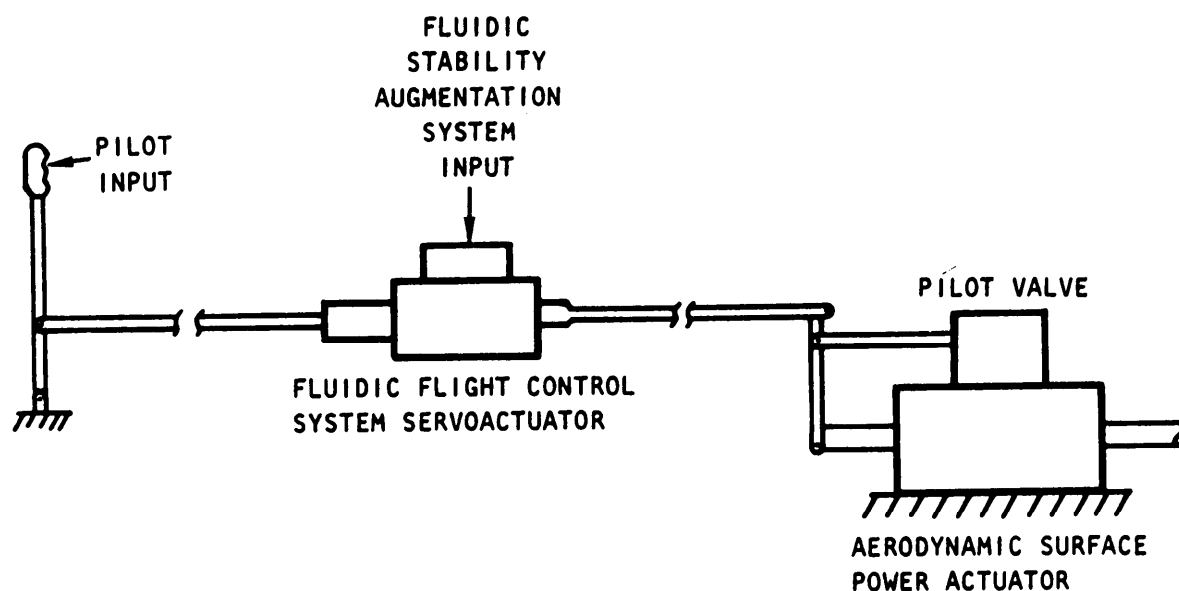 FLUIDIC
STABILITY
AUGMENTATION
SYSTEM
INPUT
PILOT
INPUT
PILOT VALVE
FLUIDIC FLIGHT CONTROL
SYSTEM SERVOACTUATOR
AERODYNAMIC SURFACE
POWER ACTUATOR